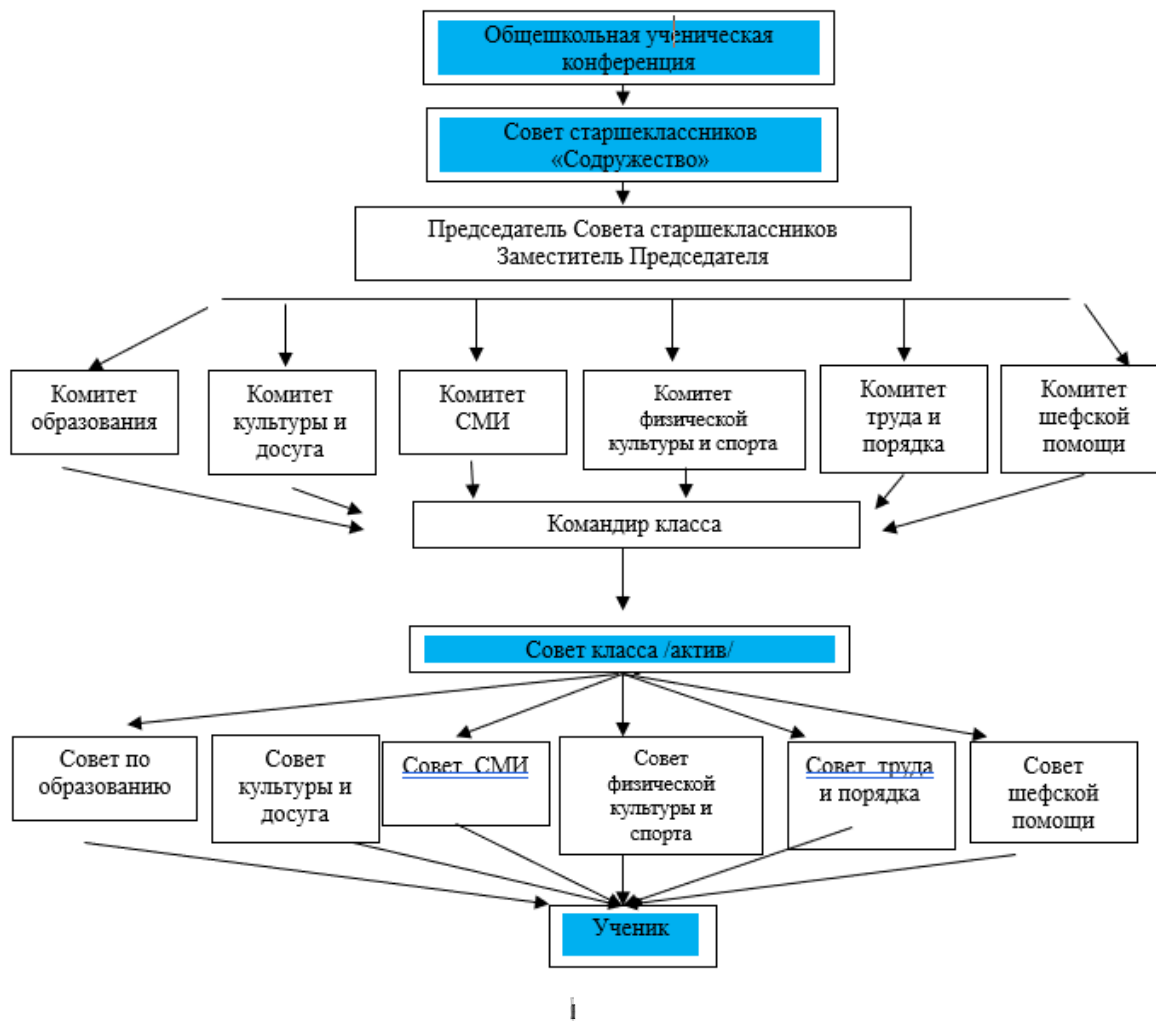 Общешкольная ученическая
конференция
Совет старшеклассников
«Содружество»
Председатель Совета старшеклассников
Заместитель Председателя
Комитет
образования
Комитет
культуры и
досуга
Комитет
СМИ
Комитет
физической
культуры и спорта
Комитет
труда и
порядка
Комитет
шефской
помощи
Командир класса
Совет класса /актив/
Совет по
образованию
Совет
культуры и
досуга
Совет СМИ
Совет
физической
культуры и
спорта
Совет труда
и порядка
Совет
шефской
помощи
Ученик